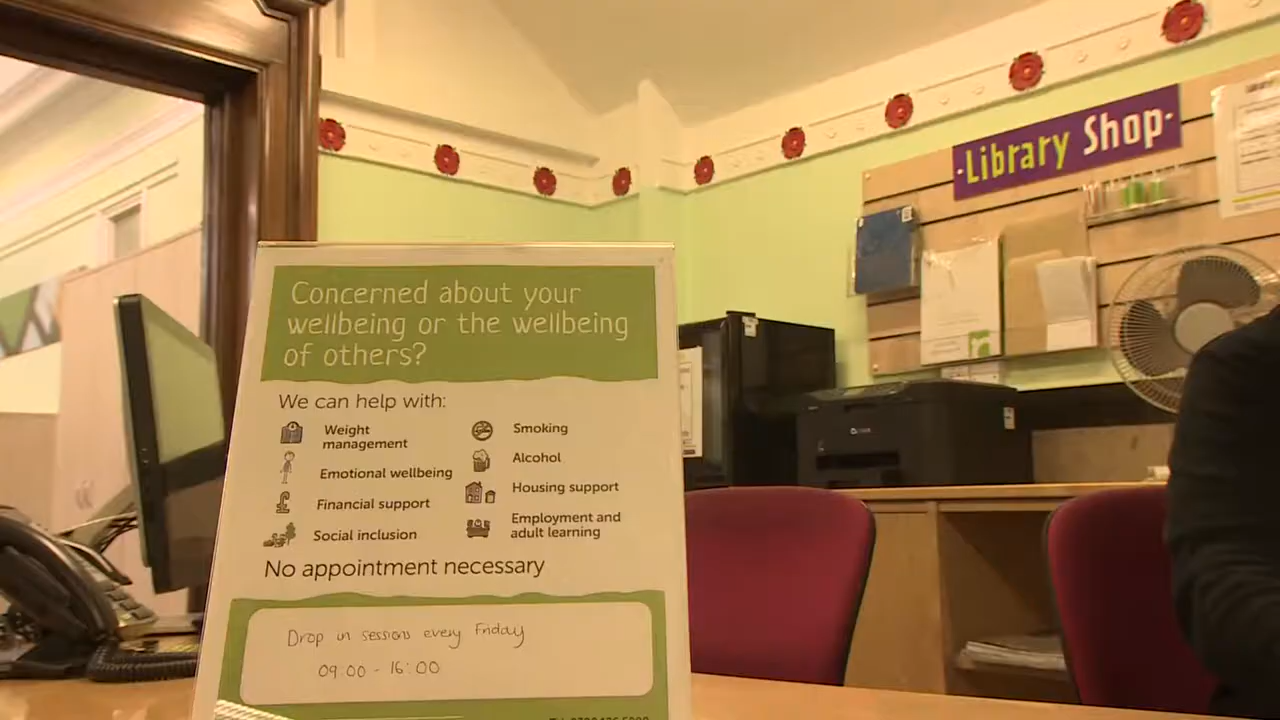 ·Library Shop·
Concerned about your
wellbeing or the wellbeing
of others?
We can help with:
Weight
management
Emotional wellbeing
Financial support
Social inclusion
Smoking
Alcohol
Housing support
Employment and
adult learning
No appointment necessary
Drop in sessions every Friday
09:00 - 16:00